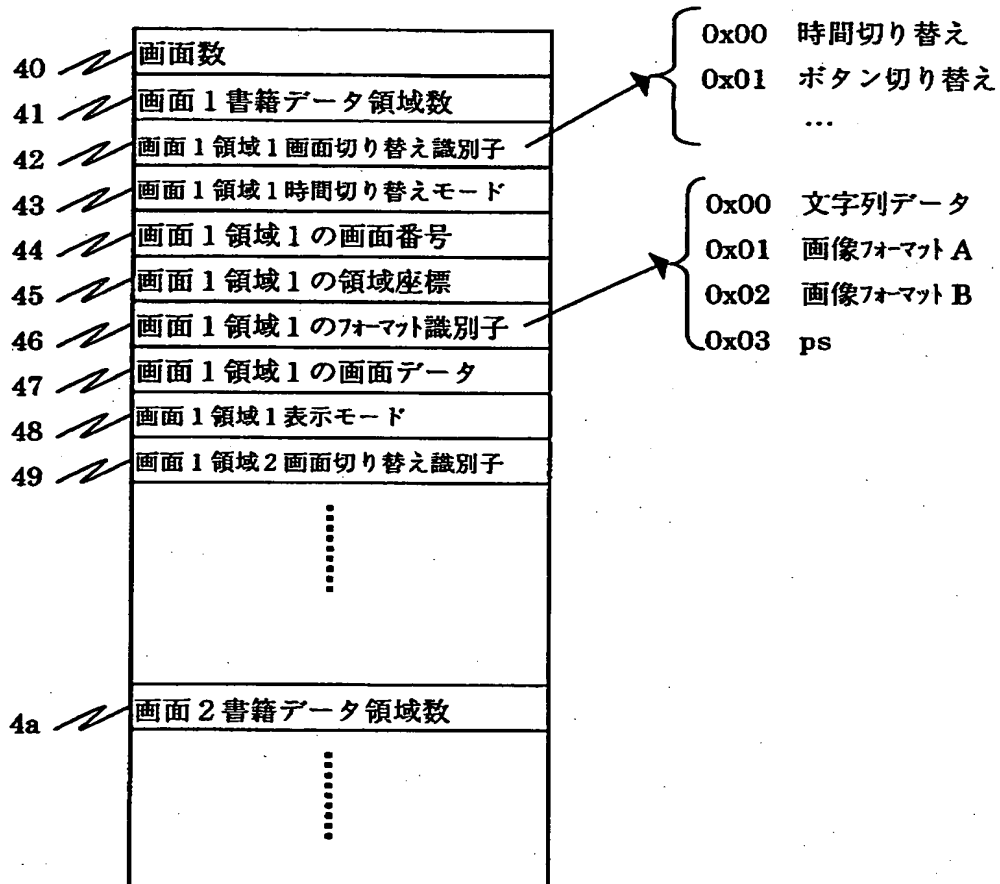 40 画面数
41 画面1書籍データ領域数
42 画面1領域1画面切り替え識別子
43 画面1領域1時間切り替えモード
44 画面1領域1の画面番号
45 画面1領域1の領域座標
46 画面1領域1のフォーマット識別子
47 画面1領域1の画面データ
48 画面1領域1表示モード
49 画面1領域2画面切り替え識別子
4a 画面2書籍データ領域数
0x00 時間切り替え
0x01 ボタン切り替え
…
0x00 文字列データ
0x01 画像フォーマットA
0x02 画像フォーマットB
0x03 ps